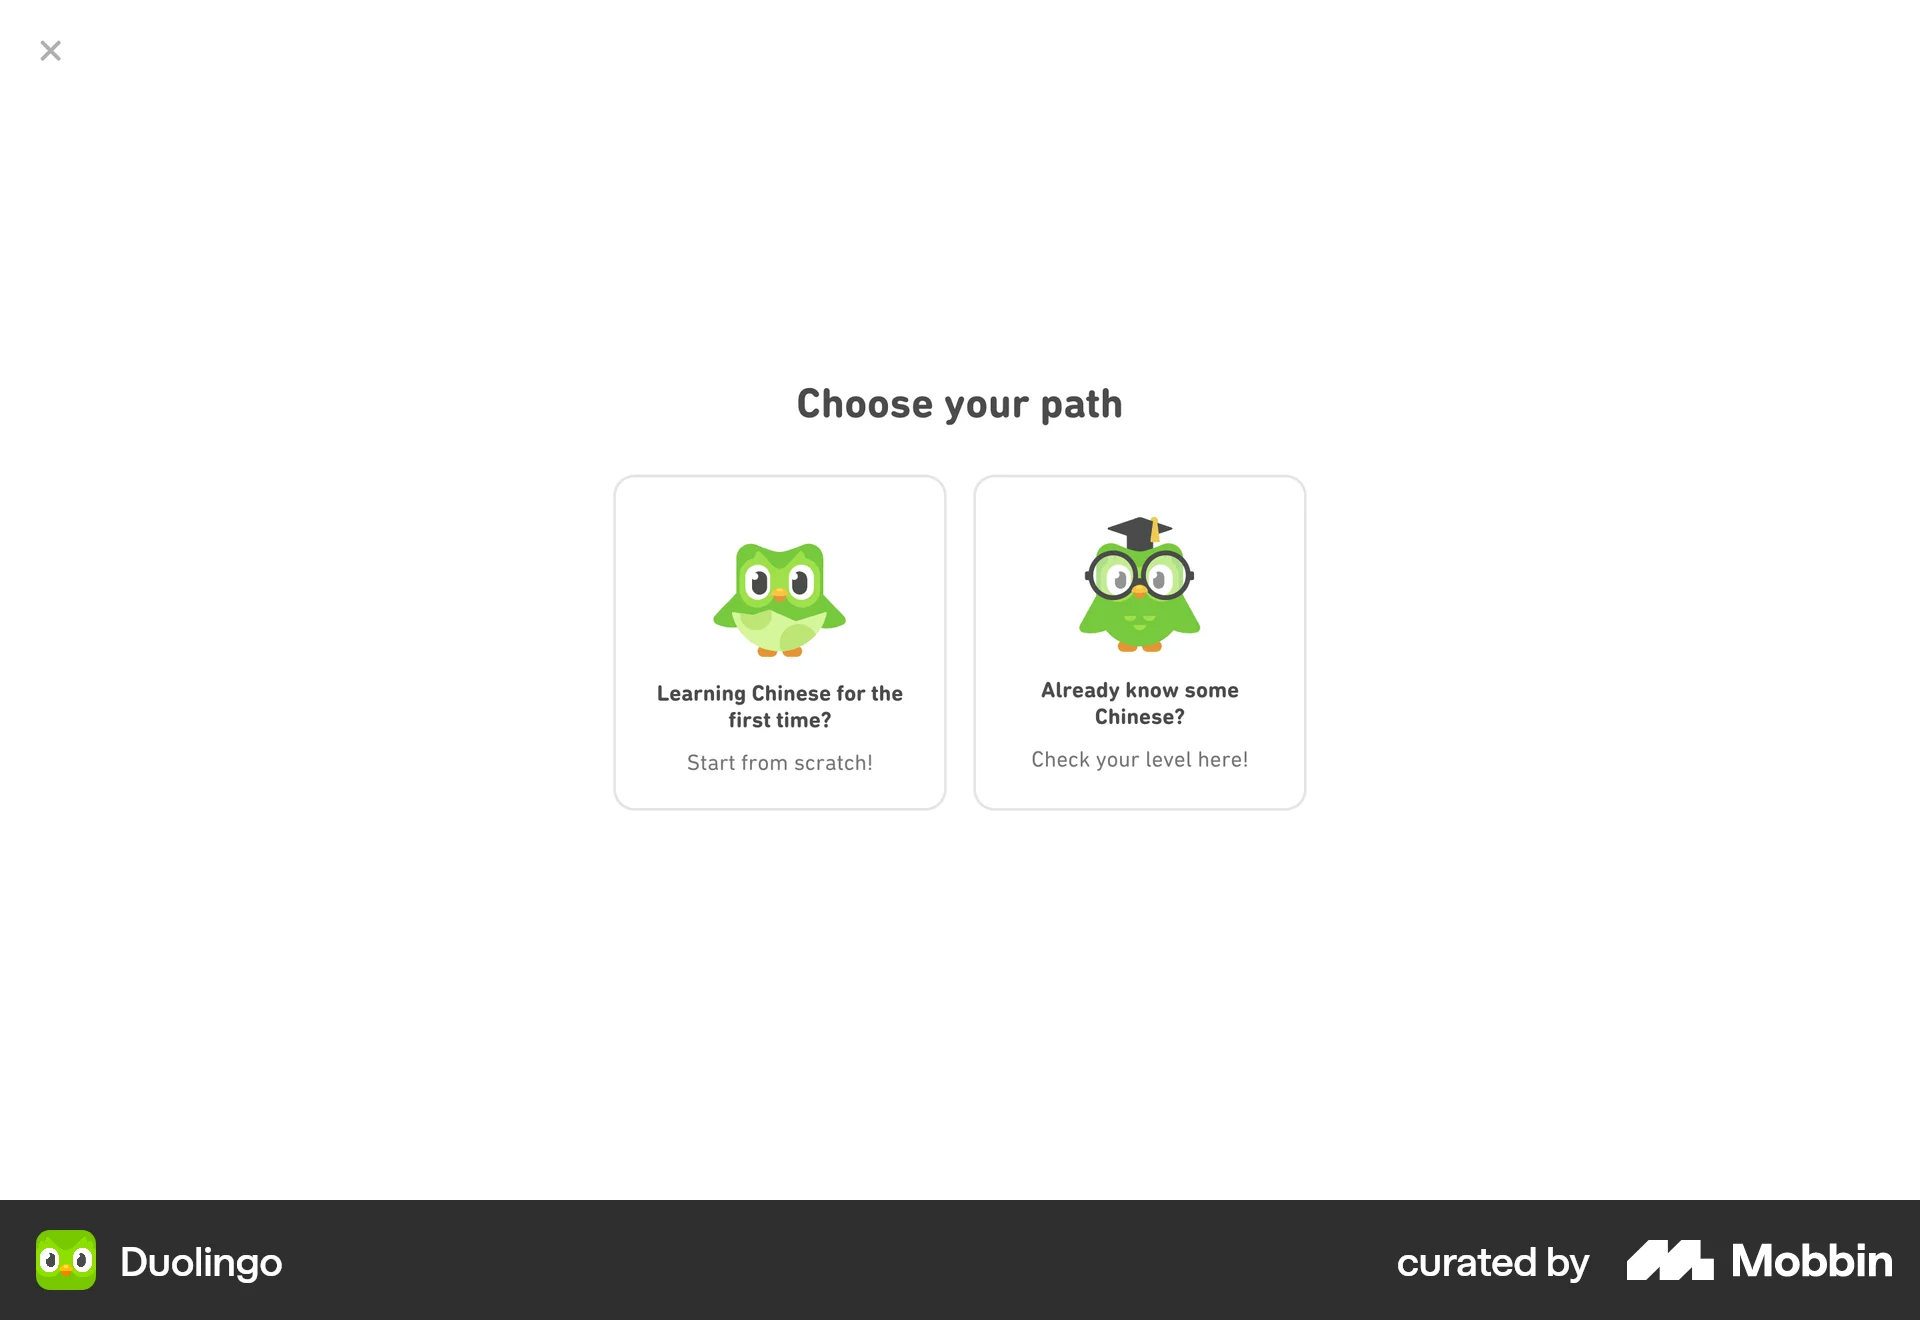 Choose your path
Learning Chinese for the
first time?
Start from scratch!
Already know some
Chinese?
Check your level here!
Duolingo
curated by Mobbin